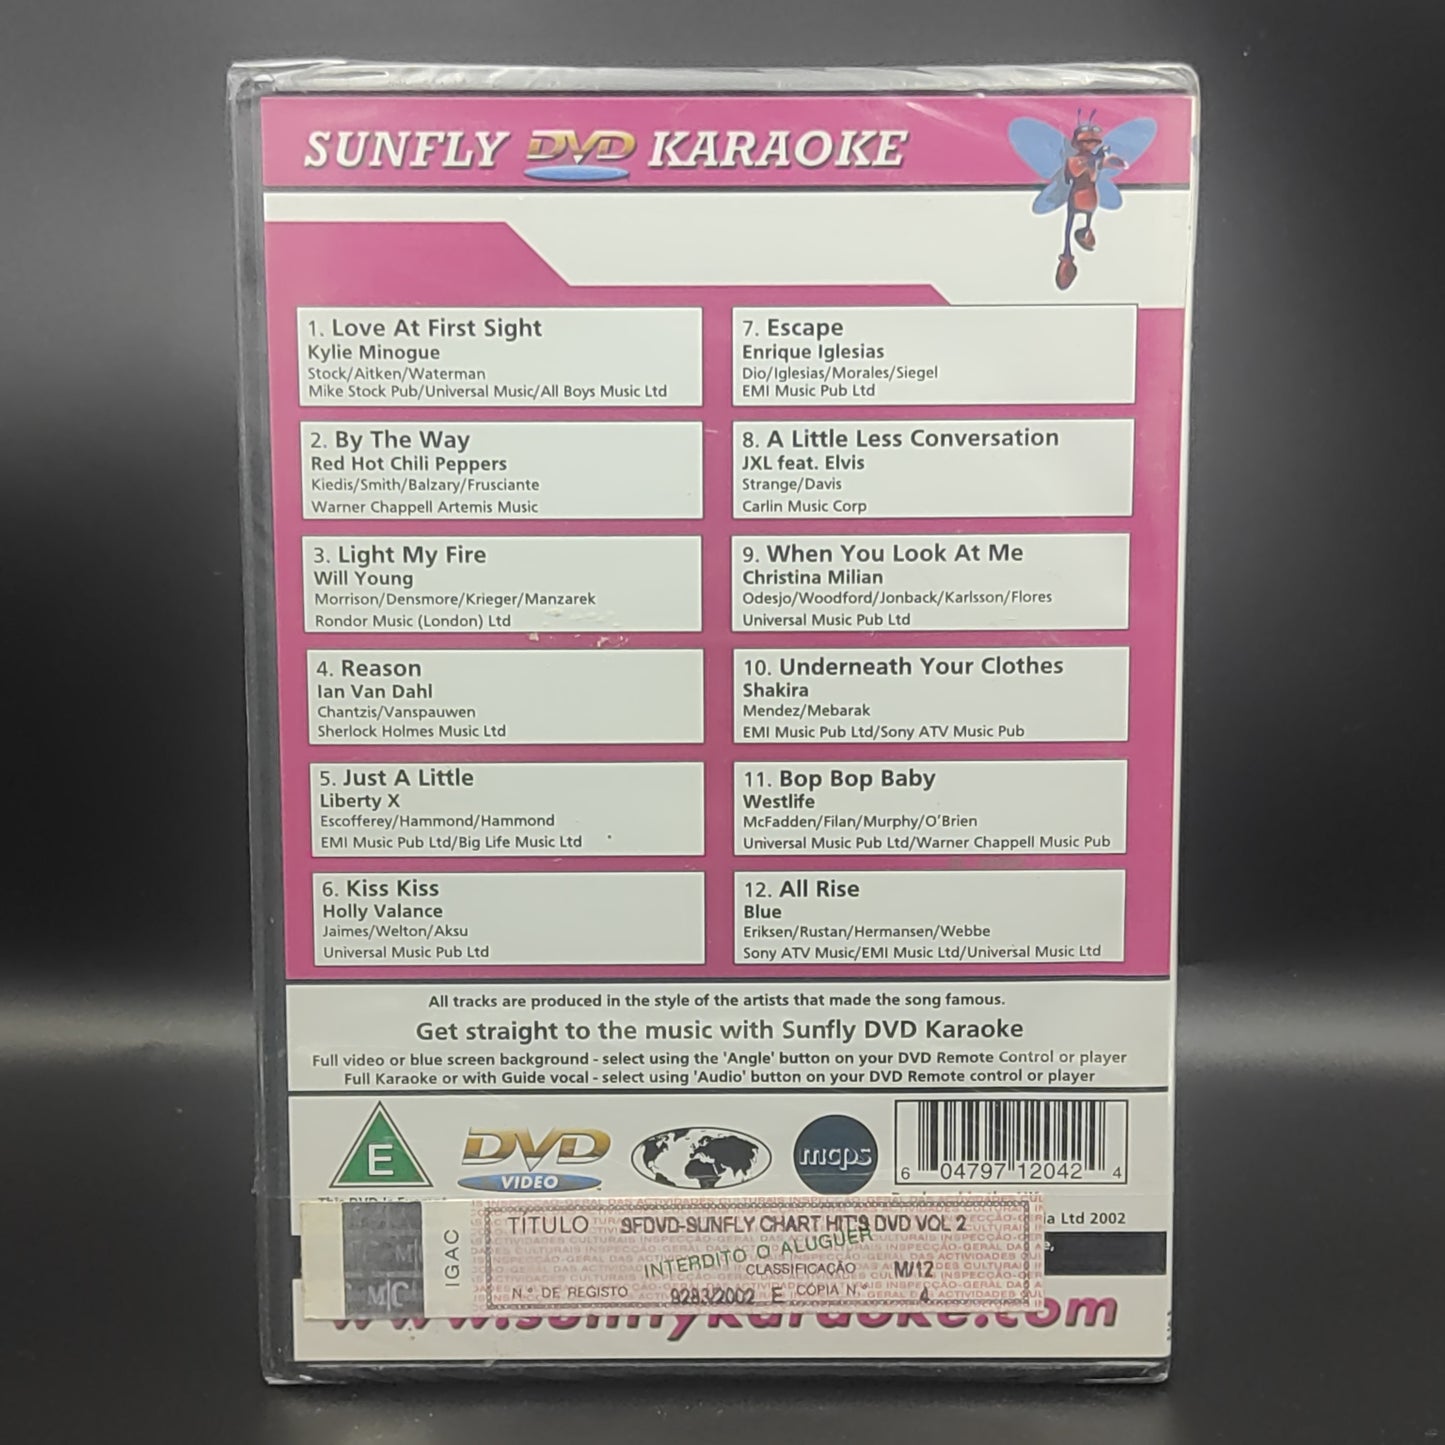 SUNFLY DVD KARAOKE
1. Love At First Sight
Kylie Minogue
Stock/Aitken/Waterman
Mike Stock Pub/Universal Music/All Boys Music Ltd
2. By The Way
Red Hot Chili Peppers
Kiedis/Smith/Balzary/Frusciante
Warner Chappell Artemis Music
3. Light My Fire
Will Young
Morrison/Densmore/Krieger/Manzarek
Rondor Music (London) Ltd
4. Reason
Ian Van Dahl
Chantzis/Vanspauwen
Sherlock Holmes Music Ltd
5. Just A Little
Liberty X
Escofferey/Hammond/Hammond
EMI Music Pub Ltd/Big Life Music Ltd
6. Kiss Kiss
Holly Valance
Jaimes/Welton/Aksu
Universal Music Pub Ltd
7. Escape
Enrique Iglesias
Dio/Iglesias/Morales/Siegel
EMI Music Pub Ltd
8. A Little Less Conversation
JXL feat. Elvis
Strange/Davis
Carlin Music Corp
9. When You Look At Me
Christina Milian
Odesjo/Woodford/Jonback/Karlsson/Flores
Universal Music Pub Ltd
10. Underneath Your Clothes
Shakira
Mendez/Mebarak
EMI Music Pub Ltd/Sony ATV Music Pub
11. Bop Bop Baby
Westlife
McFadden/Filan/Murphy/O'Brien
Universal Music Pub Ltd/Warner Chappell Music Pub
12. All Rise
Blue
Eriksen/Rustan/Hermansen/Webbe
Sony ATV Music/EMI Music Ltd/Universal Music Ltd
All tracks are produced in the style of the artists that made the song famous.
Get straight to the music with Sunfly DVD Karaoke
Full video or blue screen background - select using the 'Angle' button on your DVD Remote Control or player
Full Karaoke or with Guide vocal - select using 'Audio' button on your DVD Remote control or player
E
DVD
VIDEO
mcps
6 04797 12042 4
a Ltd 2002
IGAC
TÍTULO SFDVD-SUNFLY CHART HITS DVD VOL 2
INTERDITO O ALUGUER
CLASSIFICAÇÃO M/12
N.º DE REGISTO 9283/2002 E CÓPIA N.º 4
www.sunflykaraoke.com